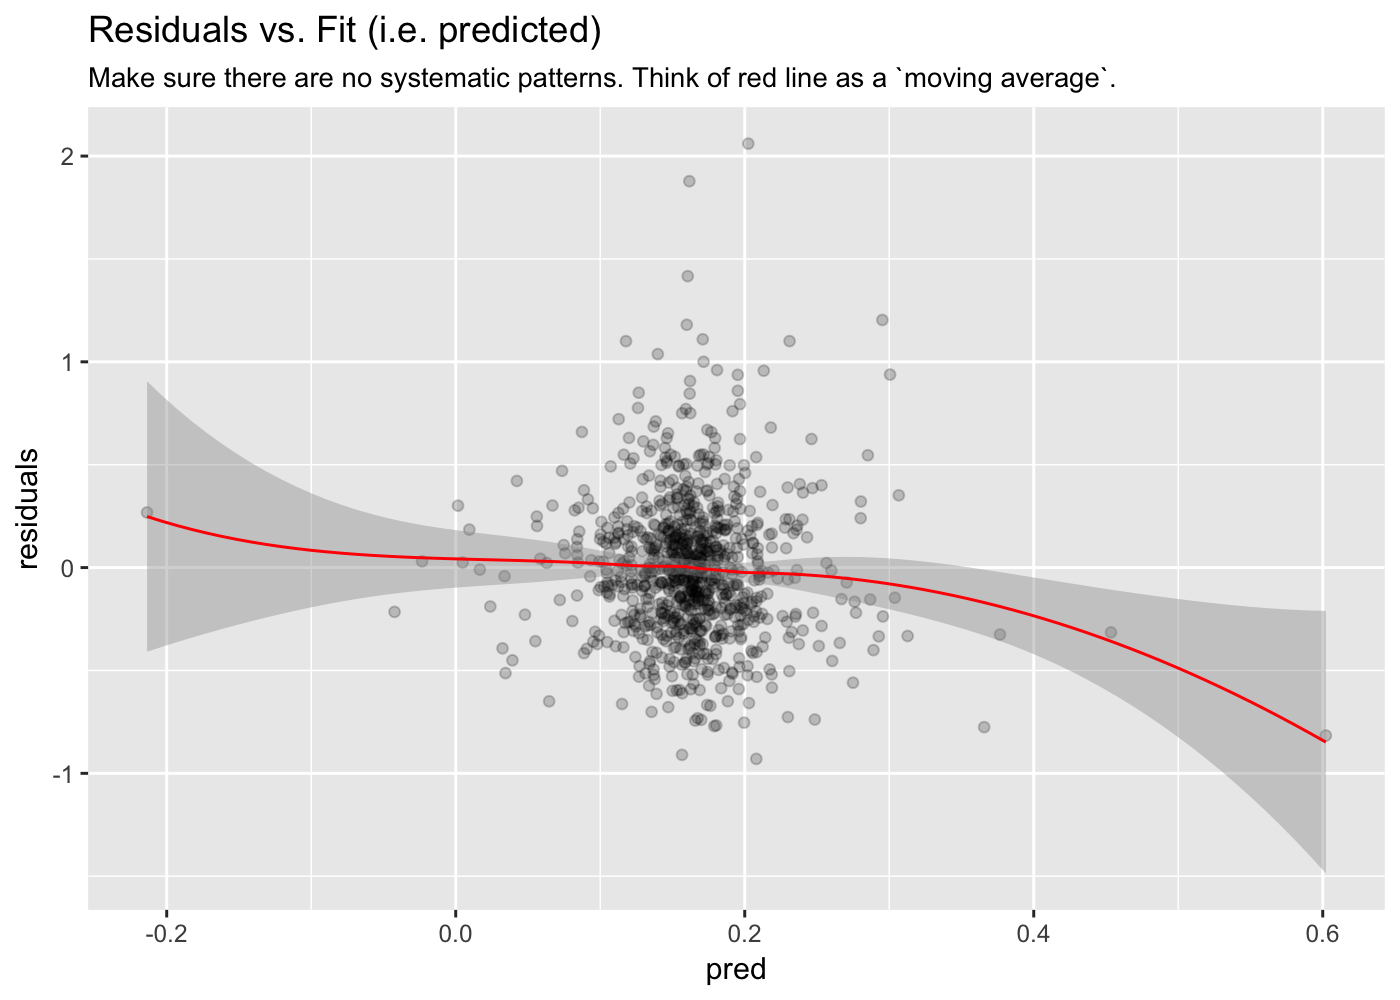 Residuals vs. Fit (i.e. predicted)
Make sure there are no systematic patterns. Think of red line as a `moving average`.
2
1
0
-1
residuals
-0.2 0.0 0.2 0.4 0.6
pred